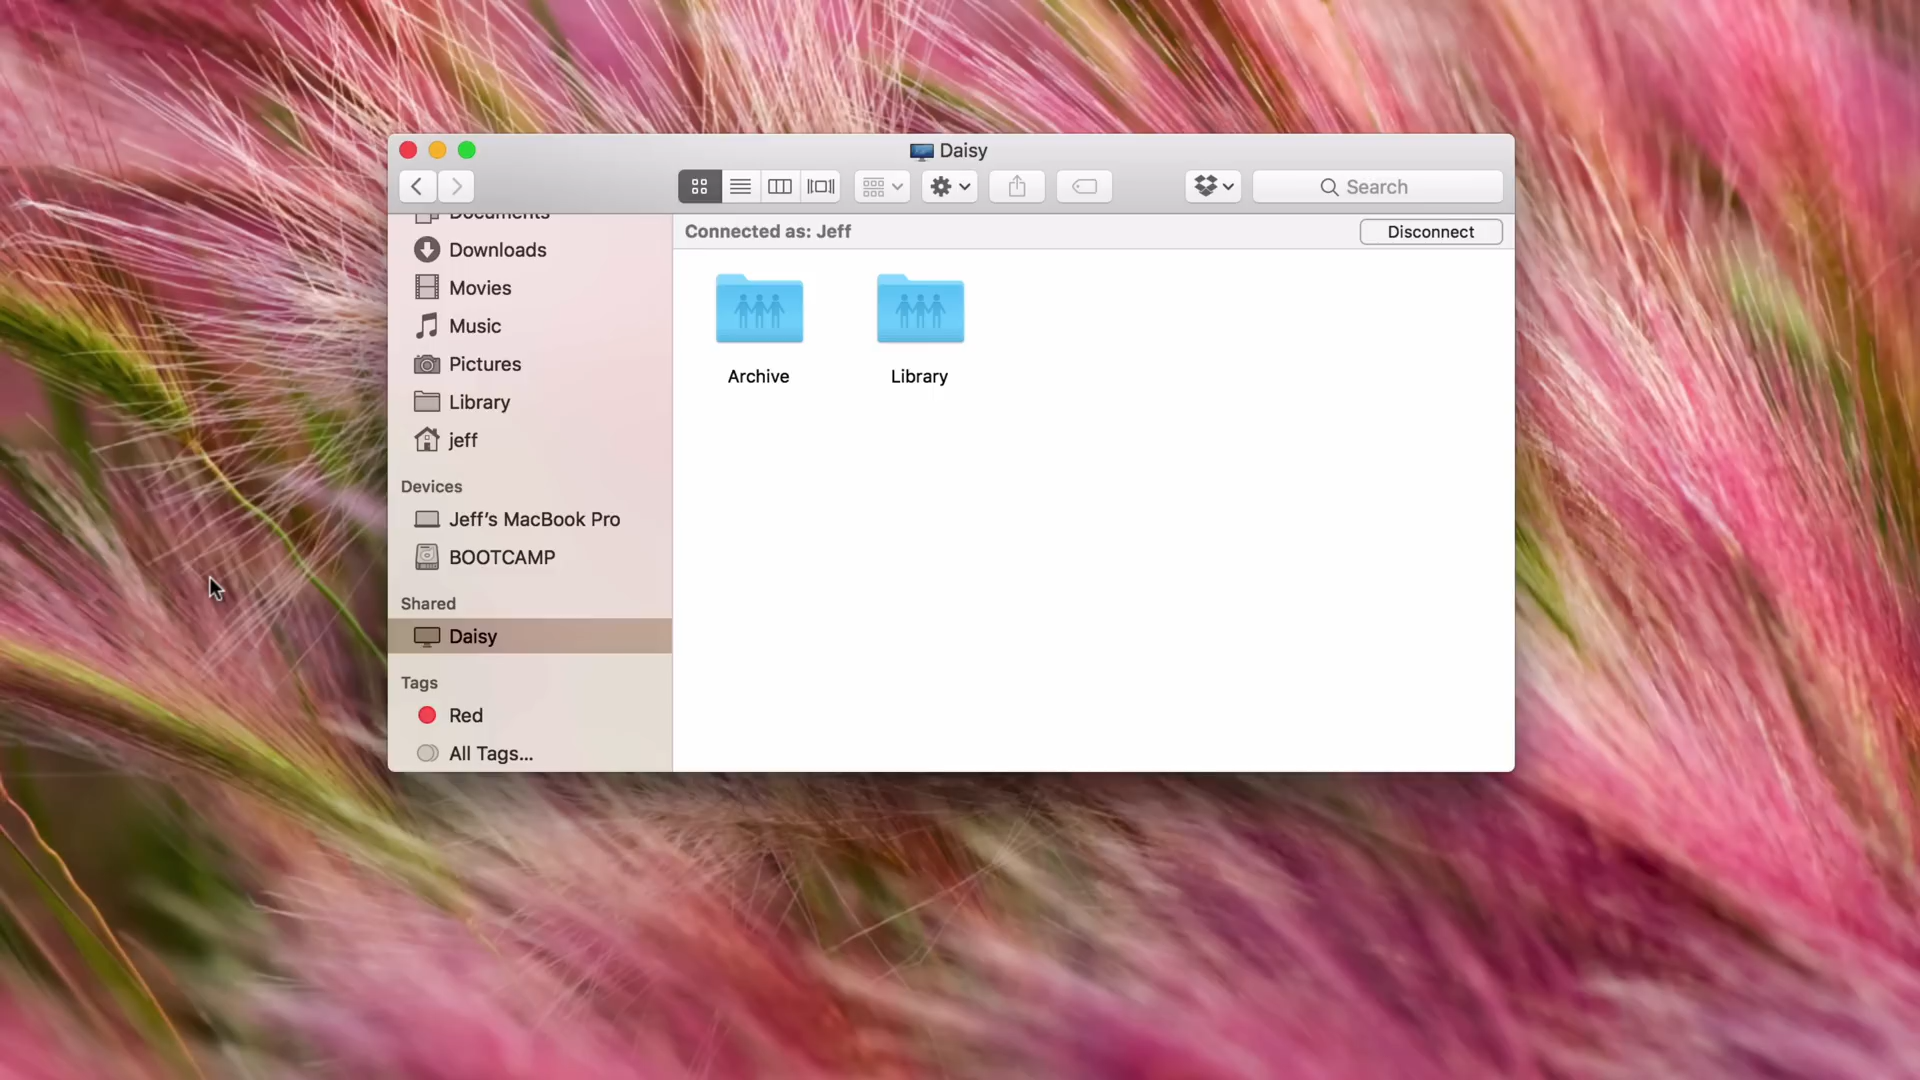 Daisy
Search
Connected as: Jeff
Disconnect
Documents
Downloads
Movies
Music
Pictures
Library
jeff
Devices
Jeff's MacBook Pro
BOOTCAMP
Shared
Daisy
Tags
Red
All Tags...
Archive
Library